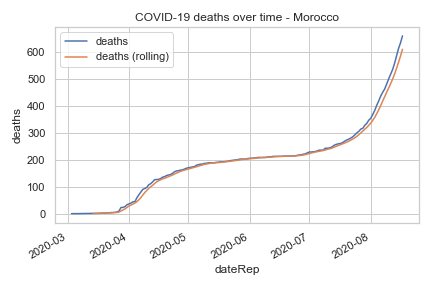 COVID-19 deaths over time - Morocco
deaths
deaths (rolling)
600
500
400
300
200
100
0
deaths
2020-03
2020-04
2020-05
2020-06
2020-07
2020-08
dateRep